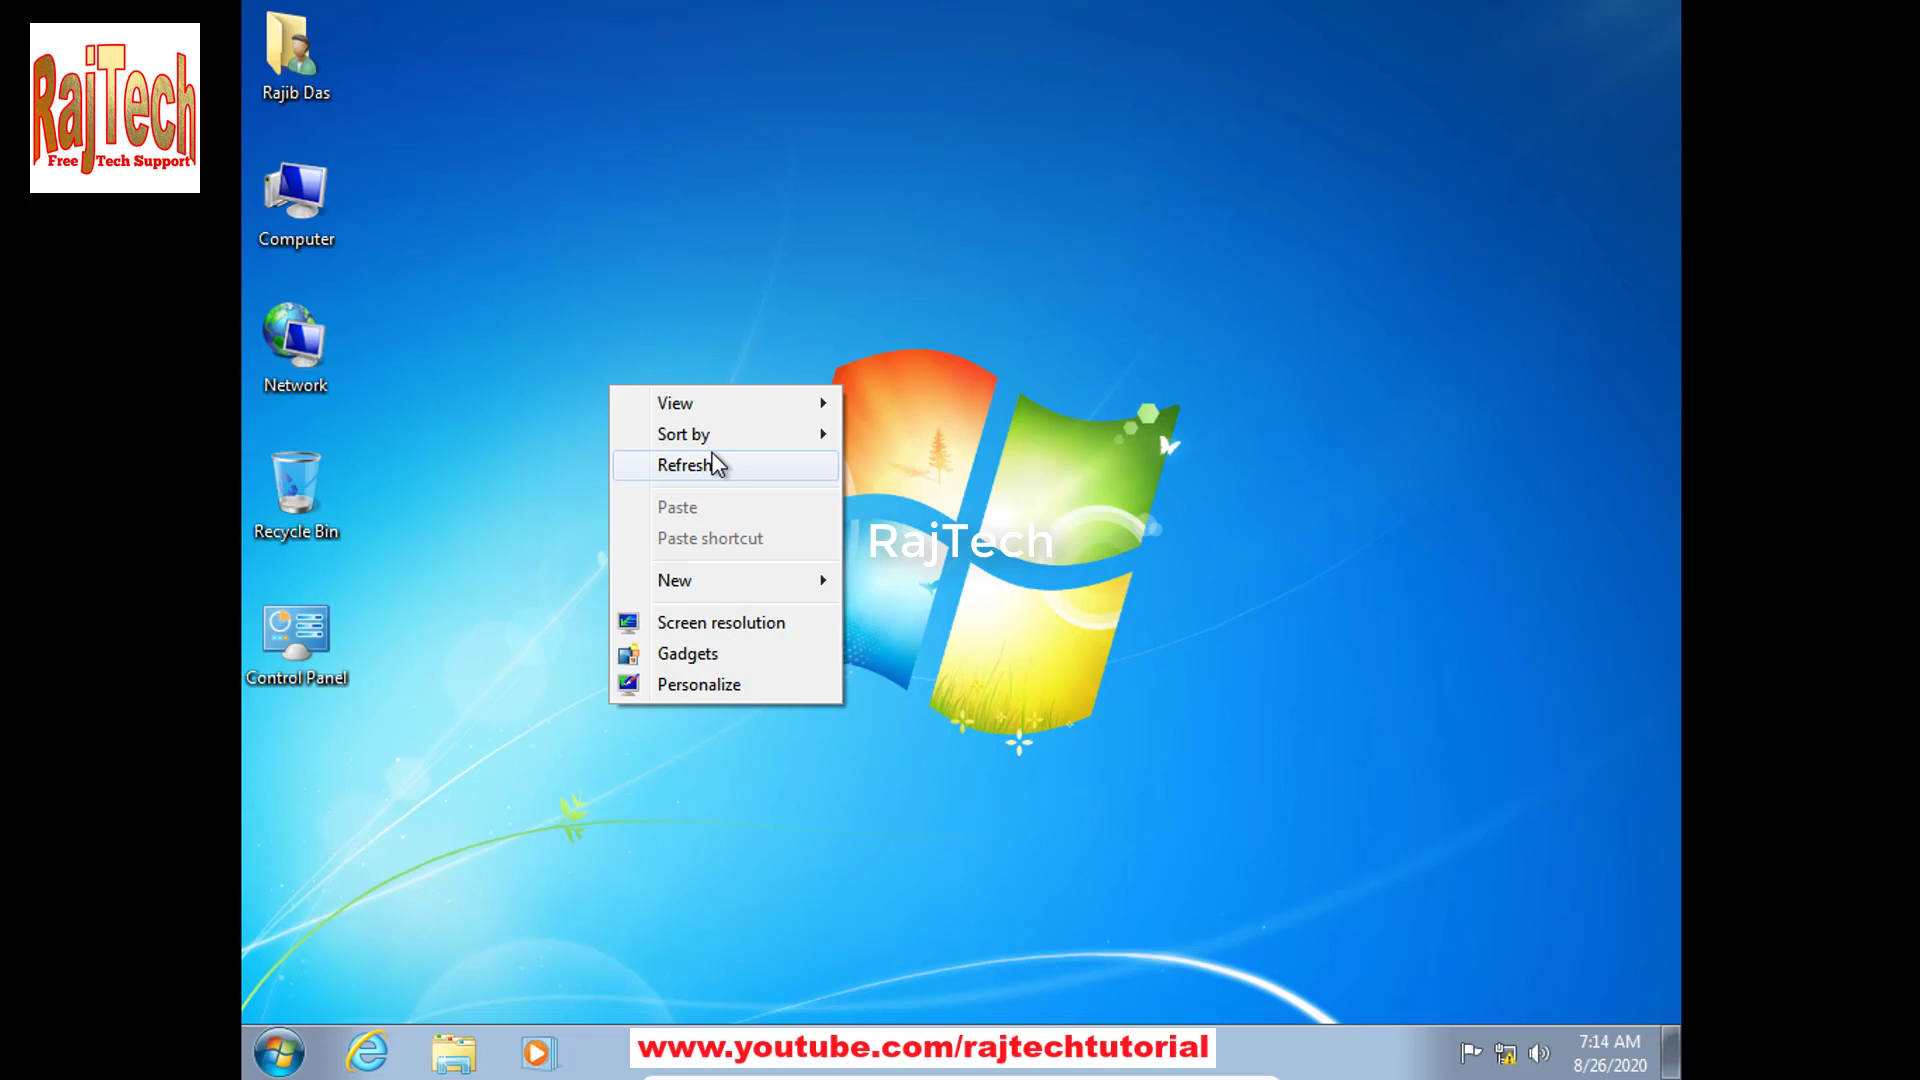 RajTech
Free Tech Support
Rajib Das
Computer
Network
Recycle Bin
Control Panel
View
Sort by
Refresh
Paste
Paste shortcut
New
Screen resolution
Gadgets
Personalize
RajTech
www.youtube.com/rajtechtutorial
7:14 AM
8/26/2020